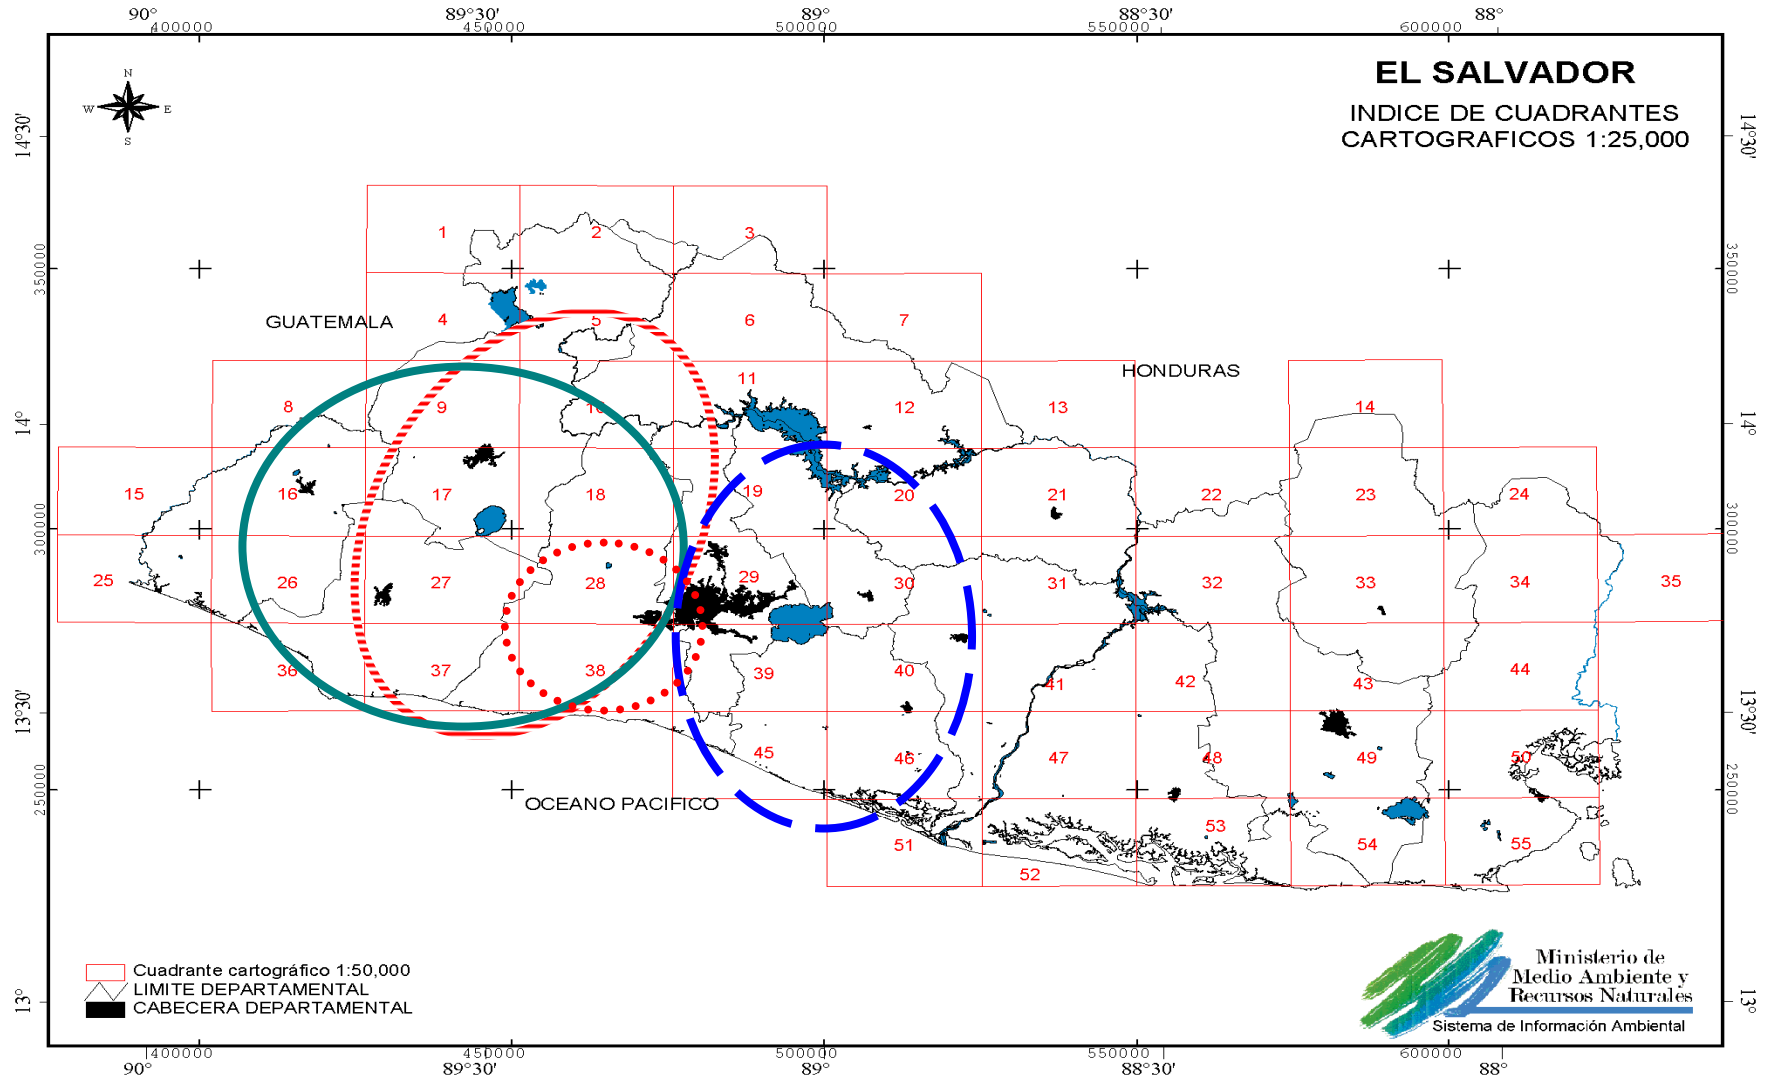 90° 89°30' 89° 88°30' 88°
400000 450000 500000 550000 600000
EL SALVADOR
INDICE DE CUADRANTES
CARTOGRAFICOS 1:25,000
N
W E
S
14°30' 14°30'
1 2 3
350000 350000
GUATEMALA 4 5 6 7
HONDURAS
8 9 10 11 12 13 14
14° 14°
15 16 17 18 19 20 21 22 23 24
300000 300000
25 26 27 28 29 30 31 32 33 34 35
36 37 38 39 40 41 42 43 44
13°30' 13°30'
45 46 47 48 49 50
250000 250000
OCEANO PACIFICO
51 52 53 54 55
Cuadrante cartográfico 1:50,000
LIMITE DEPARTAMENTAL
CABECERA DEPARTAMENTAL
13° 13°
Ministerio de
Medio Ambiente y
Recursos Naturales
Sistema de Información Ambiental
400000 450000 500000 550000 600000
90° 89°30' 89° 88°30' 88°